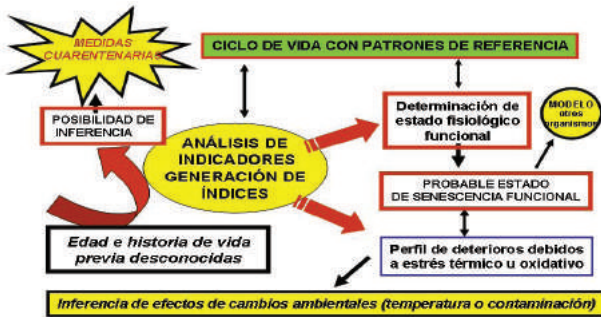 MEDIDAS
CUARENTENARIAS
CICLO DE VIDA CON PATRONES DE REFERENCIA
POSIBILIDAD DE
INFERENCIA
ANÁLISIS DE
INDICADORES
GENERACIÓN DE
ÍNDICES
Determinación de
estado fisiológico
funcional
MODELO
otros
organismos
PROBABLE ESTADO
DE SENESCENCIA FUNCIONAL
Edad e historia de vida
previa desconocidas
Perfil de deterioros debidos
a estrés térmico u oxidativo
Inferencia de efectos de cambios ambientales (temperatura o contaminación)